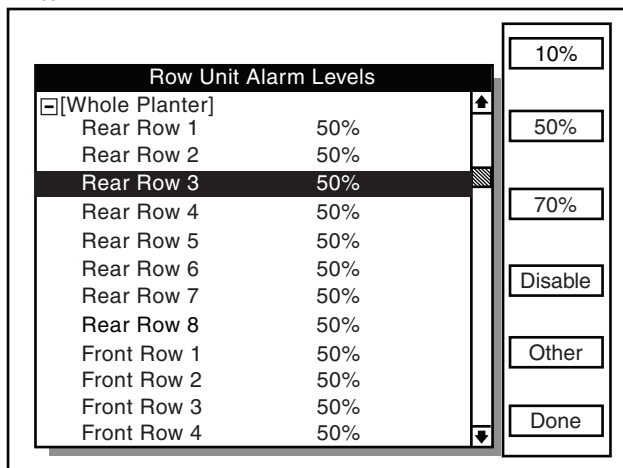 Row Unit Alarm Levels
[Whole Planter]
Rear Row 1 50%
Rear Row 2 50%
Rear Row 3 50%
Rear Row 4 50%
Rear Row 5 50%
Rear Row 6 50%
Rear Row 7 50%
Rear Row 8 50%
Front Row 1 50%
Front Row 2 50%
Front Row 3 50%
Front Row 4 50%
10%
50%
70%
Disable
Other
Done